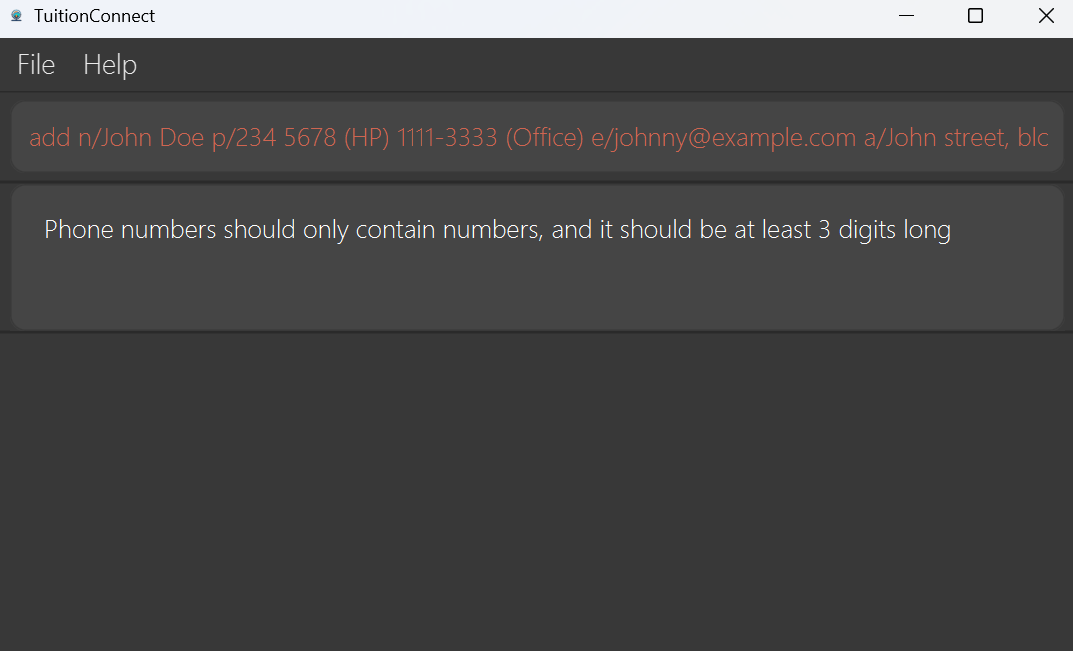 TuitionConnect
File Help
add n/John Doe p/234 5678 (HP) 1111-3333 (Office) e/johnny@example.com a/John street, blc
Phone numbers should only contain numbers, and it should be at least 3 digits long